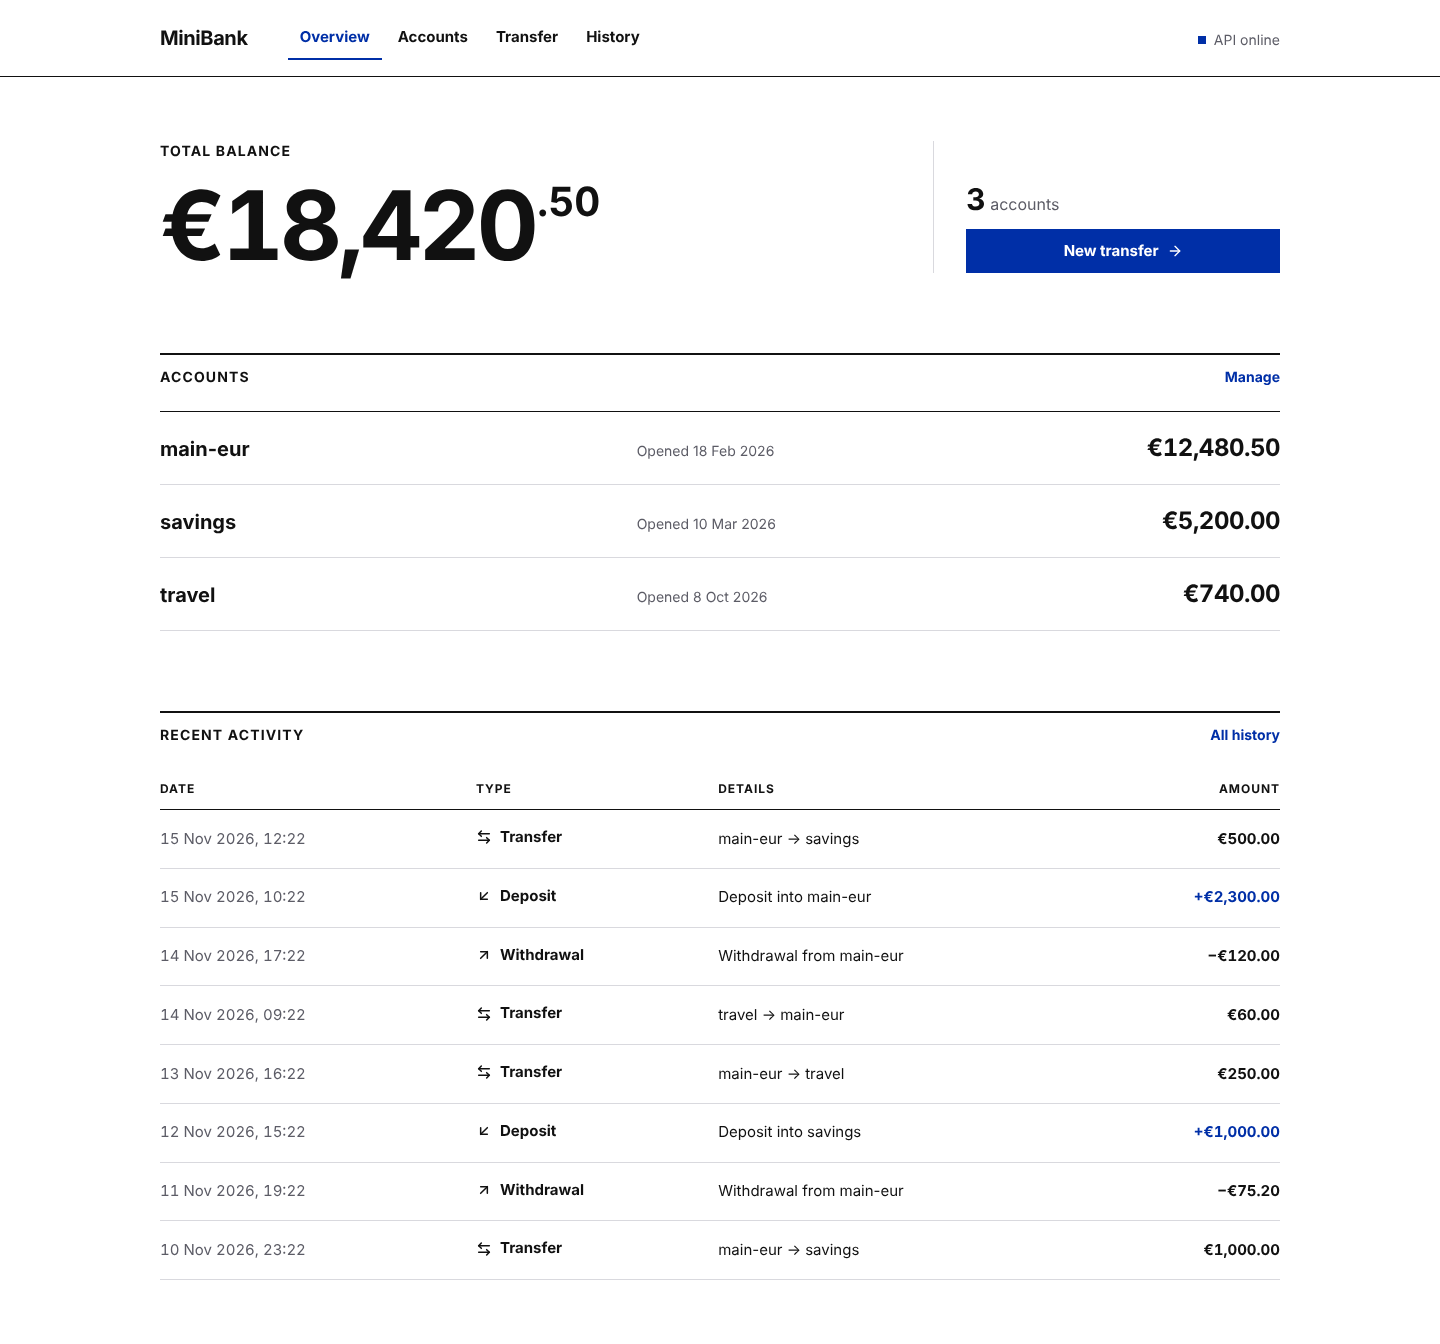 MiniBank Overview Accounts Transfer History API online
TOTAL BALANCE
€18,420.50
3 accounts
New transfer →
ACCOUNTS Manage
main-eur Opened 18 Feb 2026 €12,480.50
savings Opened 10 Mar 2026 €5,200.00
travel Opened 8 Oct 2026 €740.00
RECENT ACTIVITY All history
DATE TYPE DETAILS AMOUNT
15 Nov 2026, 12:22 Transfer main-eur → savings €500.00
15 Nov 2026, 10:22 Deposit Deposit into main-eur +€2,300.00
14 Nov 2026, 17:22 Withdrawal Withdrawal from main-eur −€120.00
14 Nov 2026, 09:22 Transfer travel → main-eur €60.00
13 Nov 2026, 16:22 Transfer main-eur → travel €250.00
12 Nov 2026, 15:22 Deposit Deposit into savings +€1,000.00
11 Nov 2026, 19:22 Withdrawal Withdrawal from main-eur −€75.20
10 Nov 2026, 23:22 Transfer main-eur → savings €1,000.00